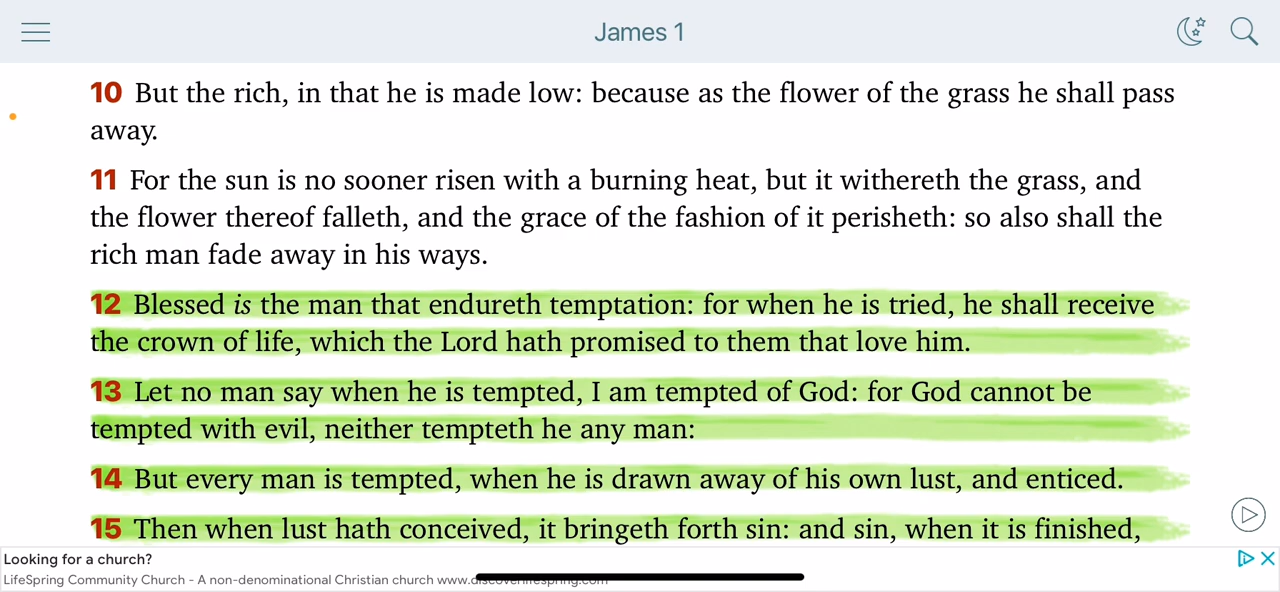 James 1
10 But the rich, in that he is made low: because as the flower of the grass he shall pass
away.
11 For the sun is no sooner risen with a burning heat, but it withereth the grass, and
the flower thereof falleth, and the grace of the fashion of it perisheth: so also shall the
rich man fade away in his ways.
12 Blessed is the man that endureth temptation: for when he is tried, he shall receive
the crown of life, which the Lord hath promised to them that love him.
13 Let no man say when he is tempted, I am tempted of God: for God cannot be
tempted with evil, neither tempteth he any man:
14 But every man is tempted, when he is drawn away of his own lust, and enticed.
15 Then when lust hath conceived, it bringeth forth sin: and sin, when it is finished,
Looking for a church?
LifeSpring Community Church - A non-denominational Christian church www.discoverlifespring.com